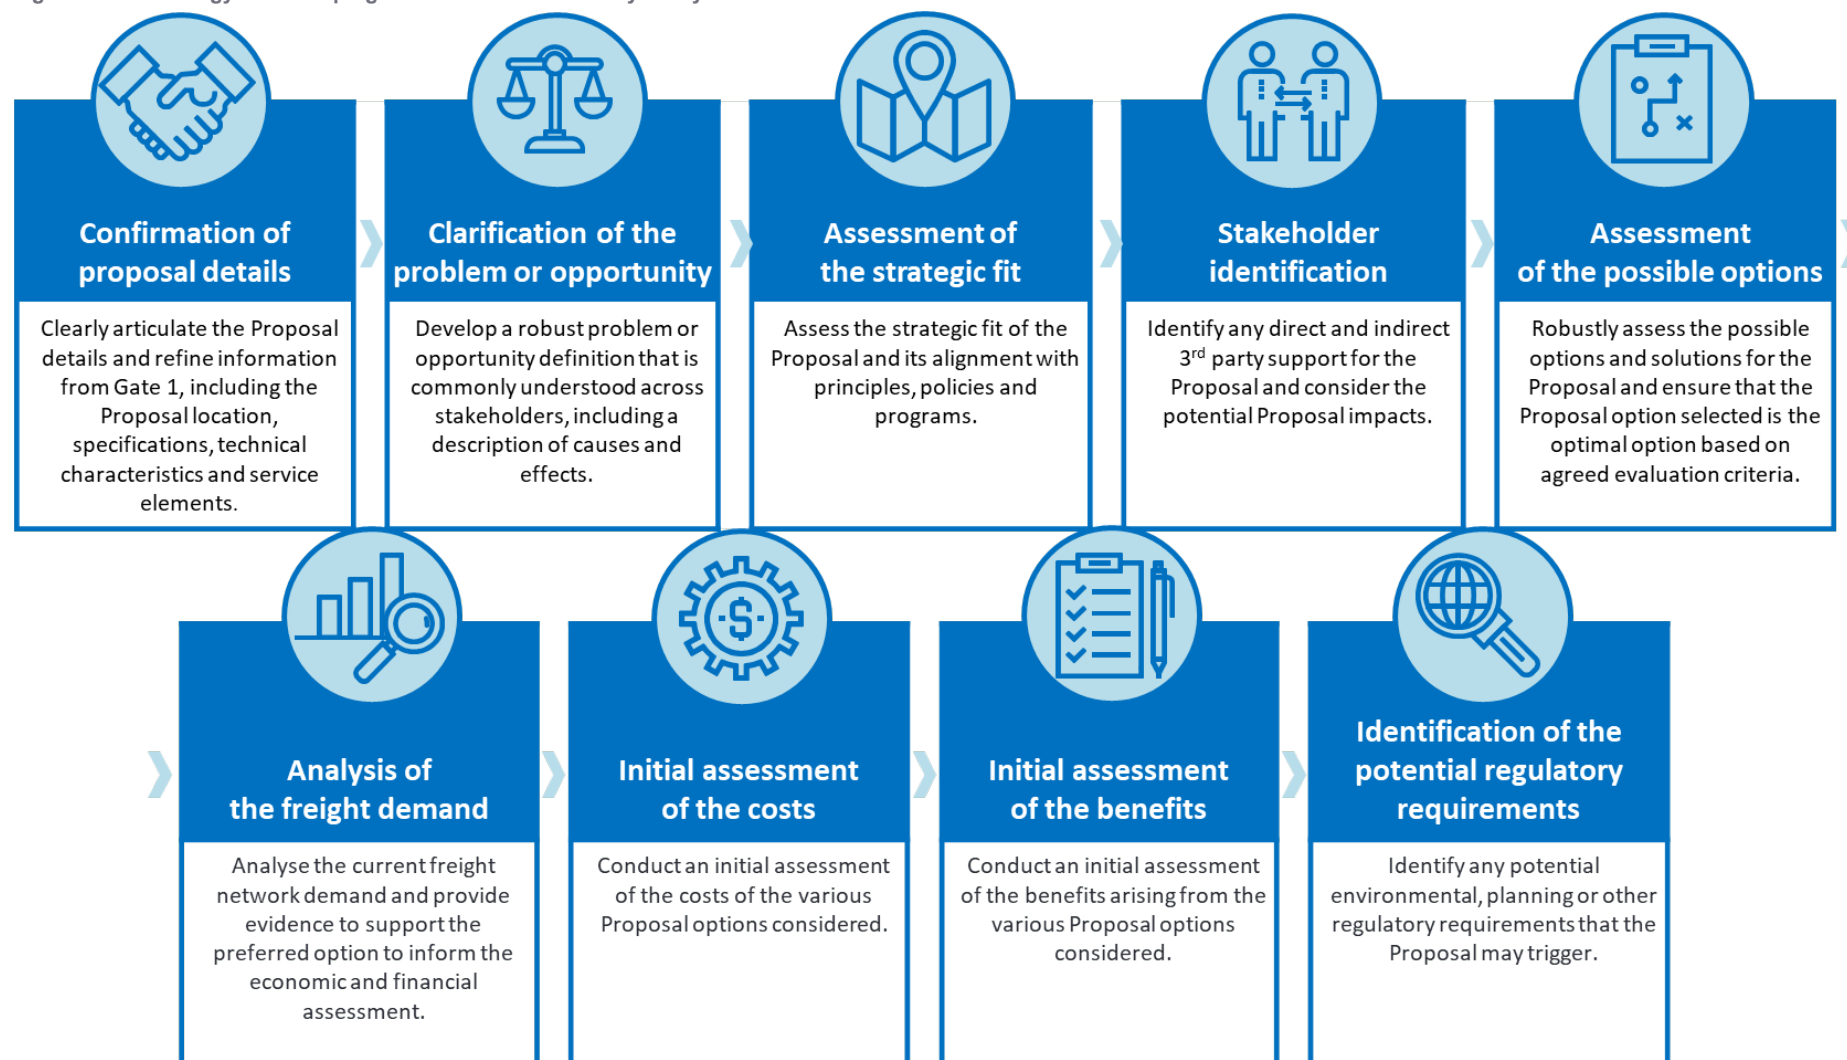 Confirmation of
proposal details
Clearly articulate the Proposal
details and refine information
from Gate 1, including the
Proposal location,
specifications, technical
characteristics and service
elements.
Clarification of the
problem or opportunity
Develop a robust problem or
opportunity definition that is
commonly understood across
stakeholders, including a
description of causes and
effects.
Assessment of
the strategic fit
Assess the strategic fit of the
Proposal and its alignment with
principles, policies and
programs.
Stakeholder
identification
Identify any direct and indirect
3rd party support for the
Proposal and consider the
potential Proposal impacts.
Assessment
of the possible options
Robustly assess the possible
options and solutions for the
Proposal and ensure that the
Proposal option selected is the
optimal option based on
agreed evaluation criteria.
Analysis of
the freight demand
Analyse the current freight
network demand and provide
evidence to support the
preferred option to inform the
economic and financial
assessment.
$
Initial assessment
of the costs
Conduct an initial assessment
of the costs of the various
Proposal options considered.
Initial assessment
of the benefits
Conduct an initial assessment
of the benefits arising from the
various Proposal options
considered.
Identification of the
potential regulatory
requirements
Identify any potential
environmental, planning or other
regulatory requirements that the
Proposal may trigger.